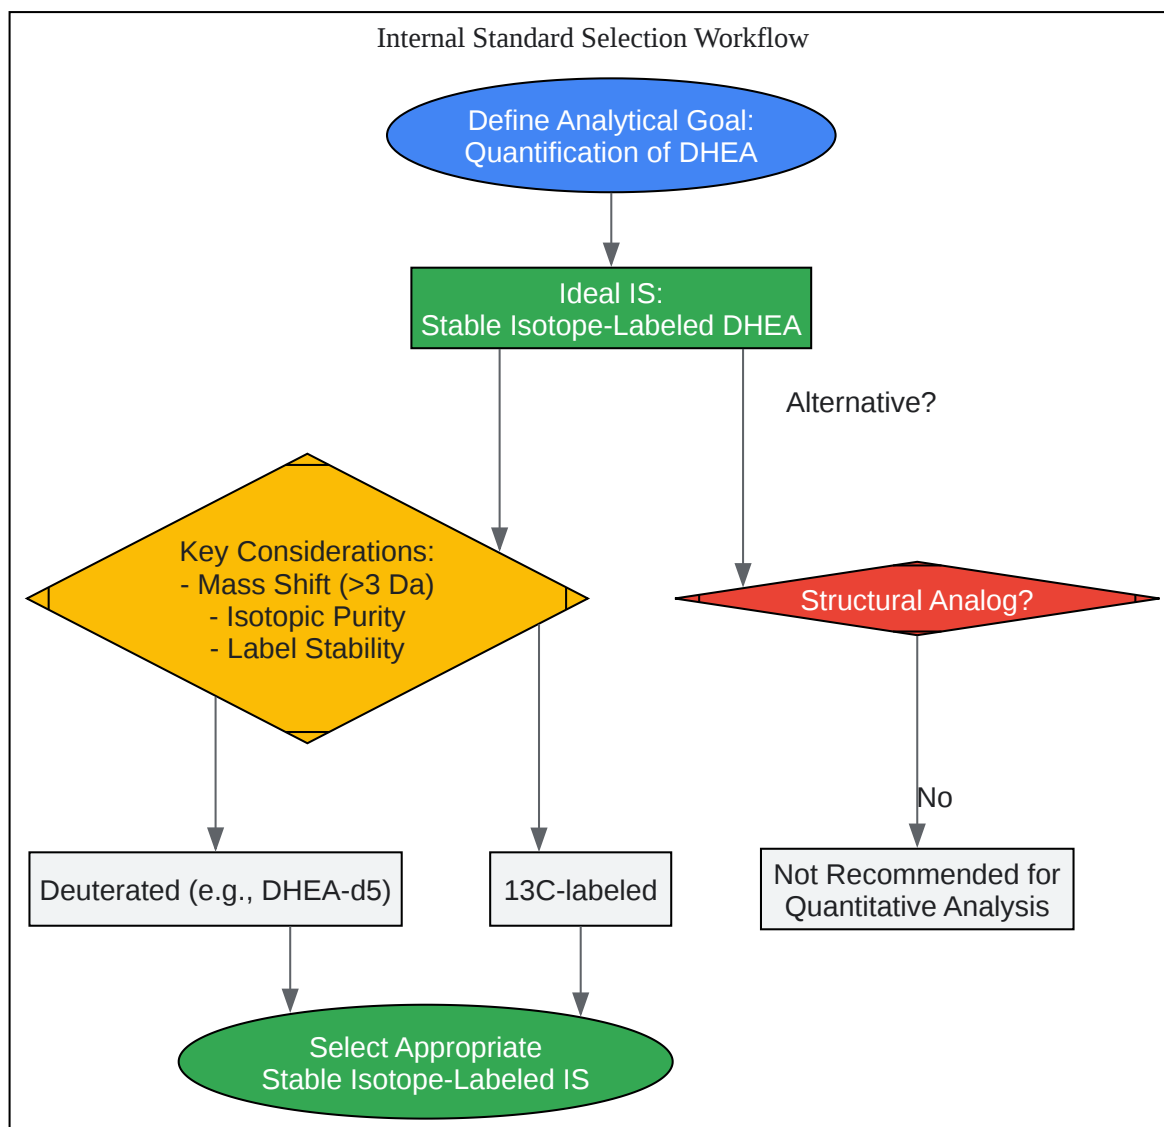 Internal Standard Selection Workflow
Define Analytical Goal:
Quantification of DHEA
Ideal IS:
Stable Isotope-Labeled DHEA
Alternative?
Key Considerations:
- Mass Shift (>3 Da)
- Isotopic Purity
- Label Stability
Structural Analog?
No
Deuterated (e.g., DHEA-d5)
13C-labeled
Not Recommended for
Quantitative Analysis
Select Appropriate
Stable Isotope-Labeled IS